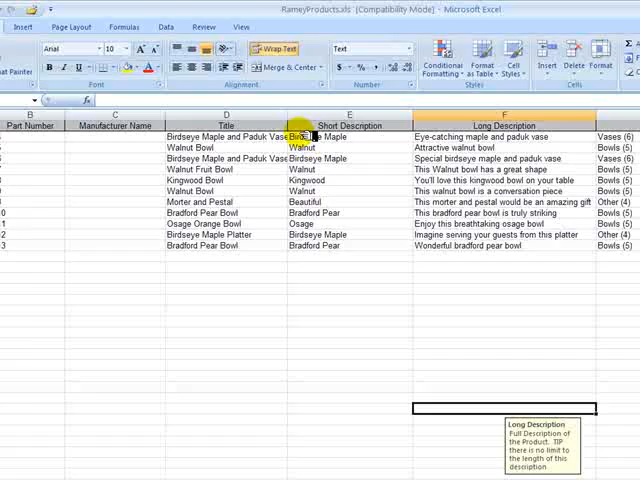 RameyProducts.xls [Compatibility Mode] - Microsoft Excel
Insert Page Layout Formulas Data Review View
Arial 10 A A Wrap Text Text
mat Painter B I U A Merge & Center $ % , Conditional Formatting Format as Table Cell Styles Insert Delete Format
Font Alignment Number Styles Cells
fx
B C D E F
Part Number Manufacturer Name Title Short Description Long Description
Birdseye Maple and Paduk Vase Birdseye Maple Eye-catching maple and paduk vase Vases (6)
Walnut Bowl Walnut Attractive walnut bowl Bowls (5)
6 Birdseye Maple and Paduk Vase Birdseye Maple Special birdseye maple and paduk vase Vases (6)
7 Walnut Fruit Bowl Walnut This Walnut bowl has a great shape Bowls (5)
Kingwood Bowl Kingwood You'll love this kingwood bowl on your table Bowls (5)
Walnut Bowl Walnut This walnut bowl is a conversation piece Bowls (5)
Morter and Pestal Beautiful This morter and pestal would be an amazing gift Other (4)
0 Bradford Pear Bowl Bradford Pear This bradford pear bowl is truly striking Bowls (5)
1 Osage Orange Bowl Osage Enjoy this breathtaking osage bowl Bowls (5)
2 Birdseye Maple Platter Birdseye Maple Imagine serving your guests from this platter Other (4)
3 Bradford Pear Bowl Bradford Pear Wonderful bradford pear bowl Bowls (5)
Long Description
Full Description of
the Product. TIP
there is no limit to
the length of this
description